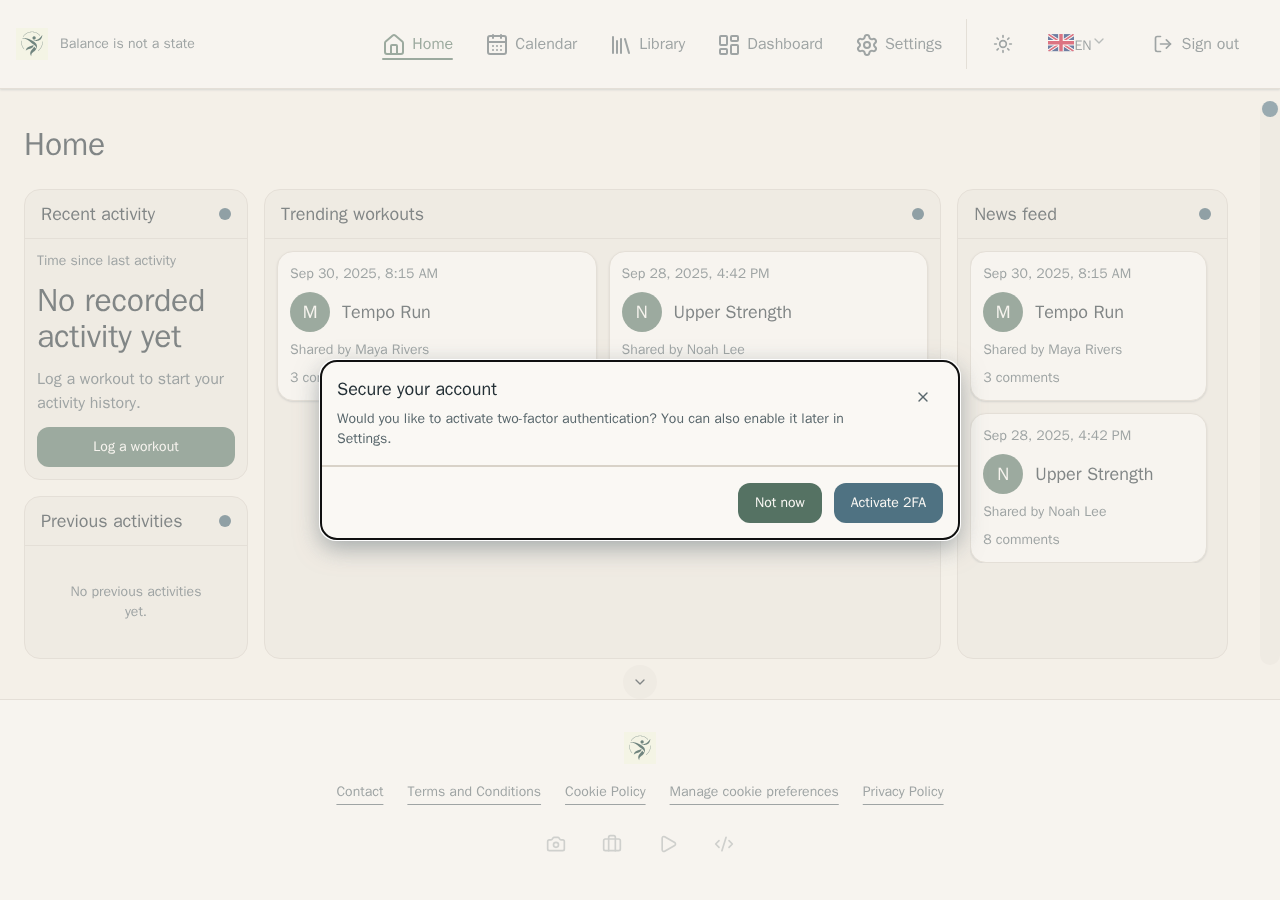 Balance is not a state
Home
Calendar
Library
Dashboard
Settings
EN
Sign out
Home
Recent activity
Time since last activity
No recorded
activity yet
Log a workout to start your
activity history.
Log a workout
Previous activities
No previous activities
yet.
Trending workouts
Sep 30, 2025, 8:15 AM
M
Tempo Run
Shared by Maya Rivers
Sep 28, 2025, 4:42 PM
N
Upper Strength
Shared by Noah Lee
News feed
Sep 30, 2025, 8:15 AM
M
Tempo Run
Shared by Maya Rivers
3 comments
Sep 28, 2025, 4:42 PM
N
Upper Strength
Shared by Noah Lee
8 comments
Secure your account
Would you like to activate two-factor authentication? You can also enable it later in
Settings.
Not now
Activate 2FA
Contact
Terms and Conditions
Cookie Policy
Manage cookie preferences
Privacy Policy